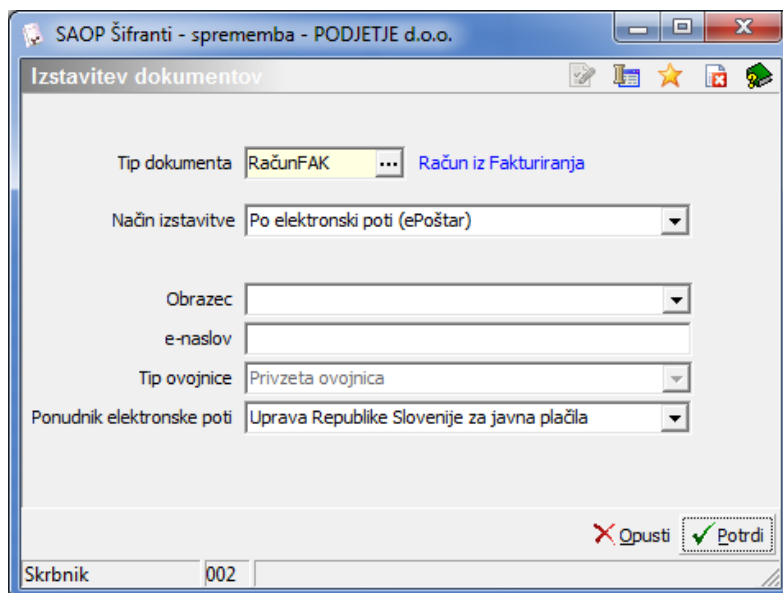 SAOP Šifranti - sprememba - PODJETJE d.o.o.
Izstavitev dokumentov
Tip dokumenta RačunFAK ... Račun iz Fakturiranja
Način izstavitve Po elektronski poti (ePoštar)
Obrazec
e-naslov
Tip ovojnice Privzeta ovojnica
Ponudnik elektronske poti Uprava Republike Slovenije za javna plačila
Opusti Potrdi
Skrbnik 002